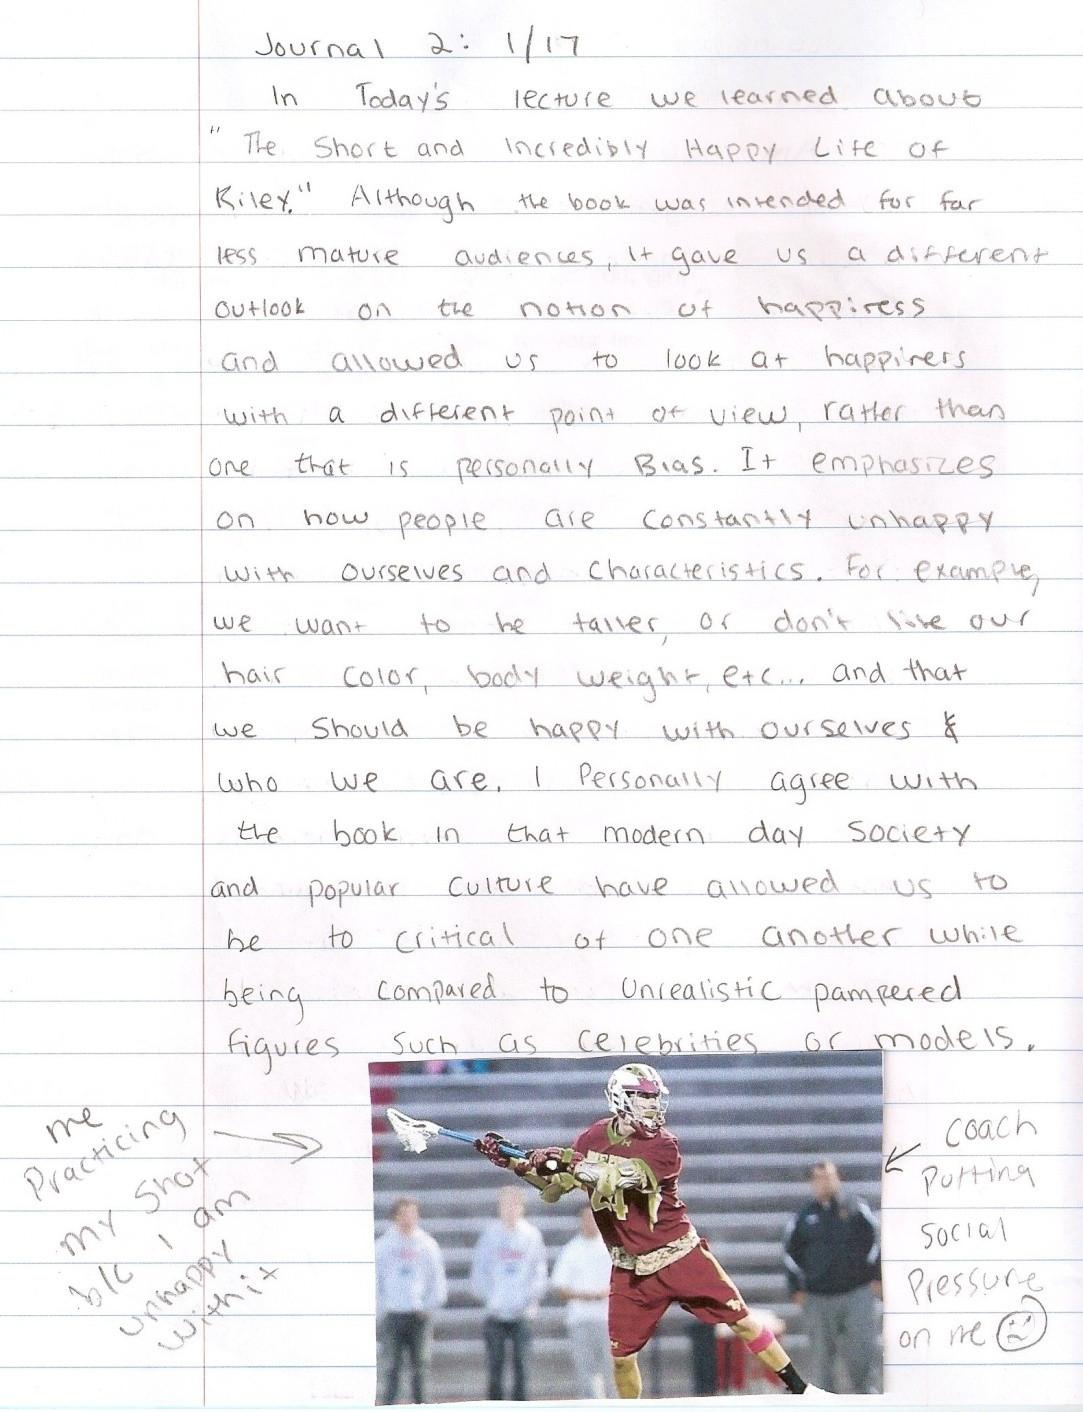 Journal 2: 1/17
In Today's lecture we learned about
"The Short and Incredibly Happy Life of
Riley." Although the book was intended for far
less mature audiences, it gave us a different
outlook on the notion of happiness
and allowed us to look at happiness
with a different point of view, rather than
one that is personally Bias. It emphasizes
on how people are constantly unhappy
with ourselves and characteristics. For example,
we want to be taller, or don't like our
hair color, body weight, etc... and that
we should be happy with ourselves &
who we are. I Personally agree with
the book in that modern day society
and popular culture have allowed us to
be to critical of one another while
being compared to unrealistic pampered
figures such as celebrities or models.
me
Practicing
my shot
b/c I am
unhappy
with it
Coach
Putting
social
Pressure
on me